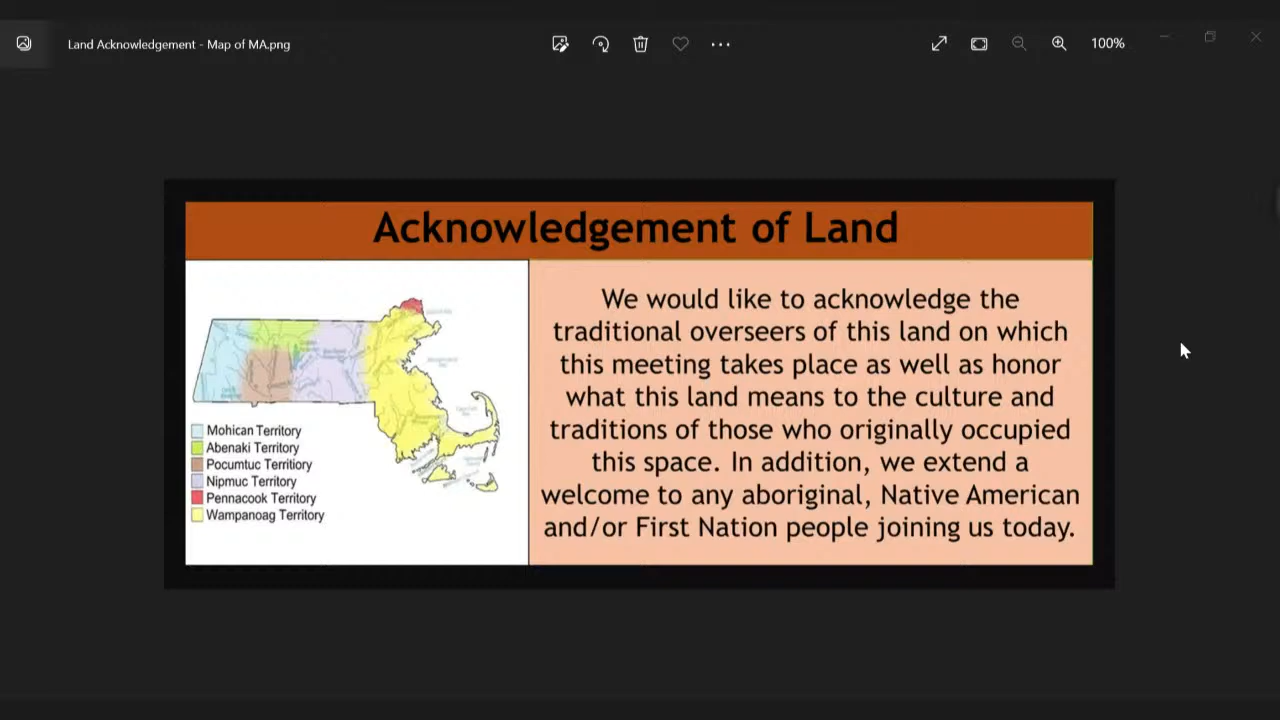 Land Acknowledgement - Map of MA.png
100%
Acknowledgement of Land
We would like to acknowledge the
traditional overseers of this land on which
this meeting takes place as well as honor
what this land means to the culture and
traditions of those who originally occupied
this space. In addition, we extend a
welcome to any aboriginal, Native American
and/or First Nation people joining us today.
Mohican Territory
Abenaki Territory
Pocumtuc Territory
Nipmuc Territory
Pennacook Territory
Wampanoag Territory